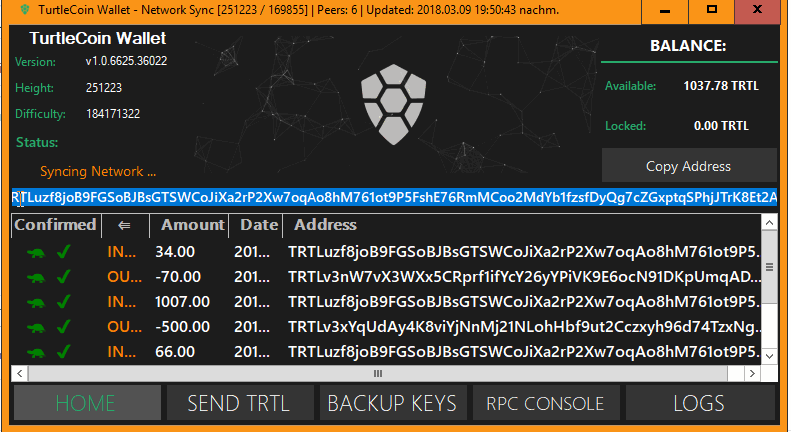 TurtleCoin Wallet - Network Sync [251223 / 169855] | Peers: 6 | Updated: 2018.03.09 19:50:43 nachm.
TurtleCoin Wallet
Version: v1.0.6625.36022
Height: 251223
Difficulty: 184171322
Status:
Syncing Network ...
BALANCE:
Available: 1037.78 TRTL
Locked: 0.00 TRTL
Copy Address
RTLuzf8joB9FGSoBJBsGTSWCoJiXa2rP2Xw7oqAo8hM761ot9P5FshE76RmMCoo2MdYb1fzsfDyQg7cZGxptqSPhjJTrK8Et2A
Confirmed ⇐ Amount Date Address
IN... 34.00 201... TRTLuzf8joB9FGSoBJBsGTSWCoJiXa2rP2Xw7oqAo8hM761ot9P5...
OU... -70.00 201... TRTLv3nW7vX3WXx5CRprf1ifYcY26yYPiVK9E6ocN91DKpUmqAD...
IN... 1007.00 201... TRTLuzf8joB9FGSoBJBsGTSWCoJiXa2rP2Xw7oqAo8hM761ot9P5...
OU... -500.00 201... TRTLv3xYqUdAy4K8viYjNnMj21NLohHbf9ut2Cczxyh96d74TzxNg...
IN... 66.00 201... TRTLuzf8joB9FGSoBJBsGTSWCoJiXa2rP2Xw7oqAo8hM761ot9P5...
HOME SEND TRTL BACKUP KEYS RPC CONSOLE LOGS